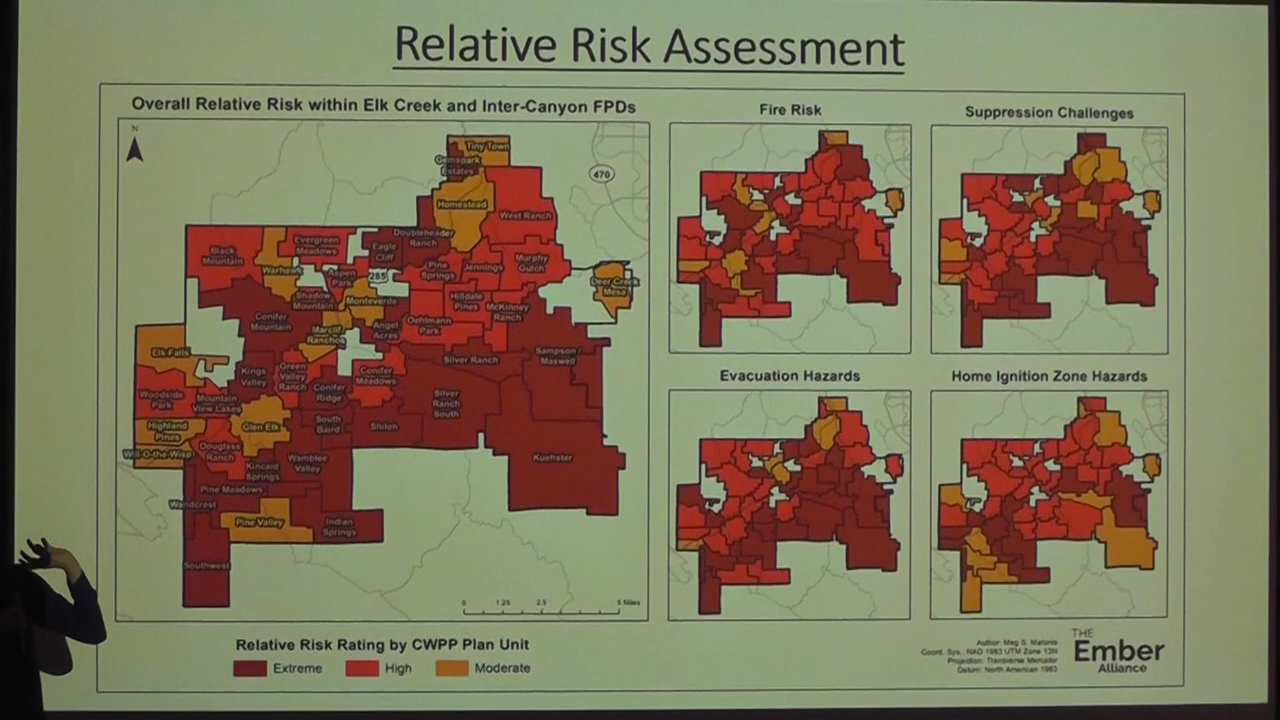 Relative Risk Assessment
Overall Relative Risk within Elk Creek and Inter-Canyon FPDs
N
Tiny Town
Gemspark
Estates
470
Homestead
West Ranch
Doubleheader
Ranch
Evergreen
Meadows
Eagle
Cliff
Black
Mountain
Pine
Springs
Jennings
Murphy
Gulch
Warhawk
Aspen
Park
285
Deer Creek
Mesa
Shadow
Mountain
Monteverde
Hilldale
Pines
McKinney
Ranch
Conifer
Mountain
Marclif
Ranchos
Angel
Acres
Oehlmann
Park
Elk Falls
Silver Ranch
Sampson /
Maxwell
Kings
Valley
Green
Valley
Ranch
Conifer
Meadows
Conifer
Ridge
Woodside
Park
Mountain
View Lakes
Silver
Ranch
South
Highland
Pines
Glen Elk
South
Baird
Shiloh
Will-O-the-Wisp
Douglass
Ranch
Kincaid
Springs
Wamblee
Valley
Kuehster
Pine Meadows
Wandcrest
Pine Valley
Indian
Springs
Southwest
0 1.25 2.5 5 Miles
Fire Risk
Suppression Challenges
Evacuation Hazards
Home Ignition Zone Hazards
Relative Risk Rating by CWPP Plan Unit
Extreme High Moderate
Author: Meg S. Matonis
Coord. Sys.: NAD 1983 UTM Zone 13N
Projection: Transverse Mercator
Datum: North American 1983
THE
Ember
Alliance